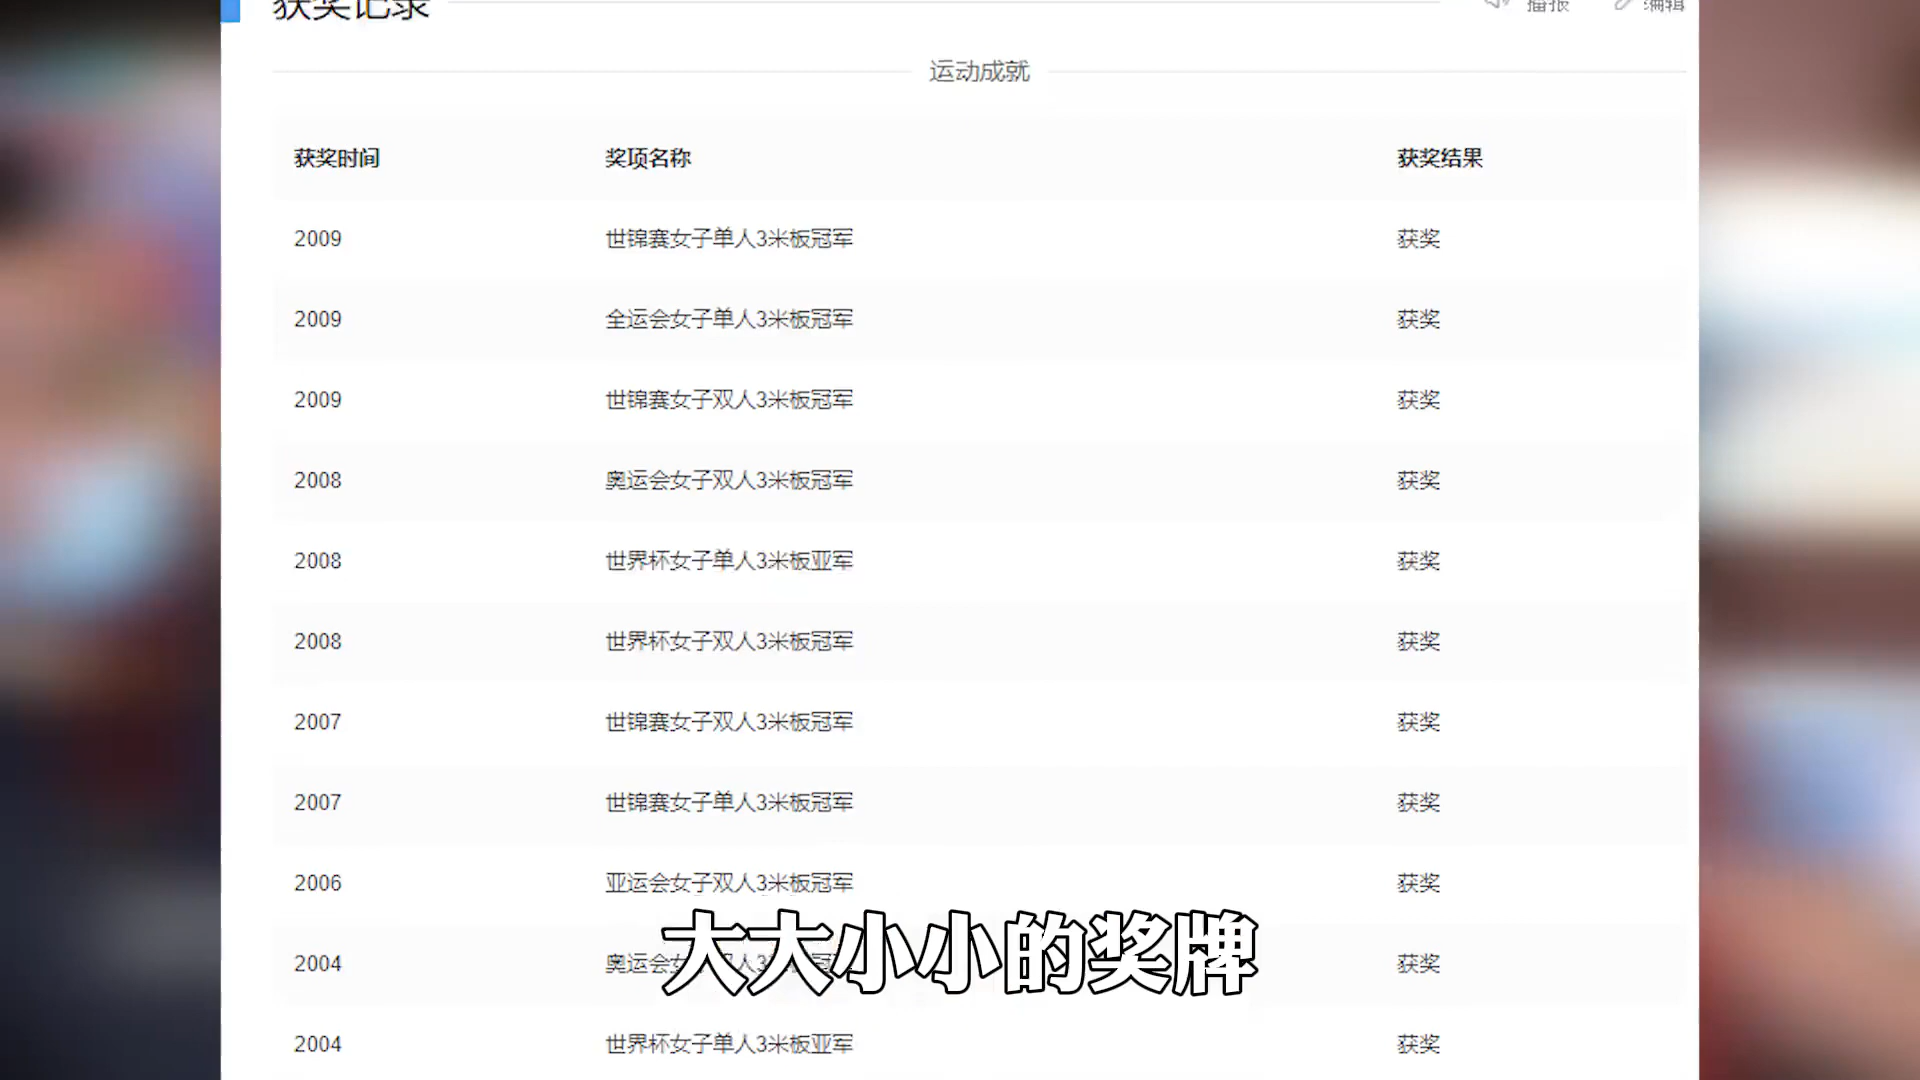 获奖记录
播报 编辑
运动成就
获奖时间 奖项名称 获奖结果
2009 世锦赛女子单人3米板冠军 获奖
2009 全运会女子单人3米板冠军 获奖
2009 世锦赛女子双人3米板冠军 获奖
2008 奥运会女子双人3米板冠军 获奖
2008 世界杯女子单人3米板亚军 获奖
2008 世界杯女子双人3米板冠军 获奖
2007 世锦赛女子双人3米板冠军 获奖
2007 世锦赛女子单人3米板冠军 获奖
2006 亚运会女子双人3米板冠军 获奖
2004 奥运会 获奖
大大小小的奖牌
2004 世界杯女子单人3米板亚军 获奖